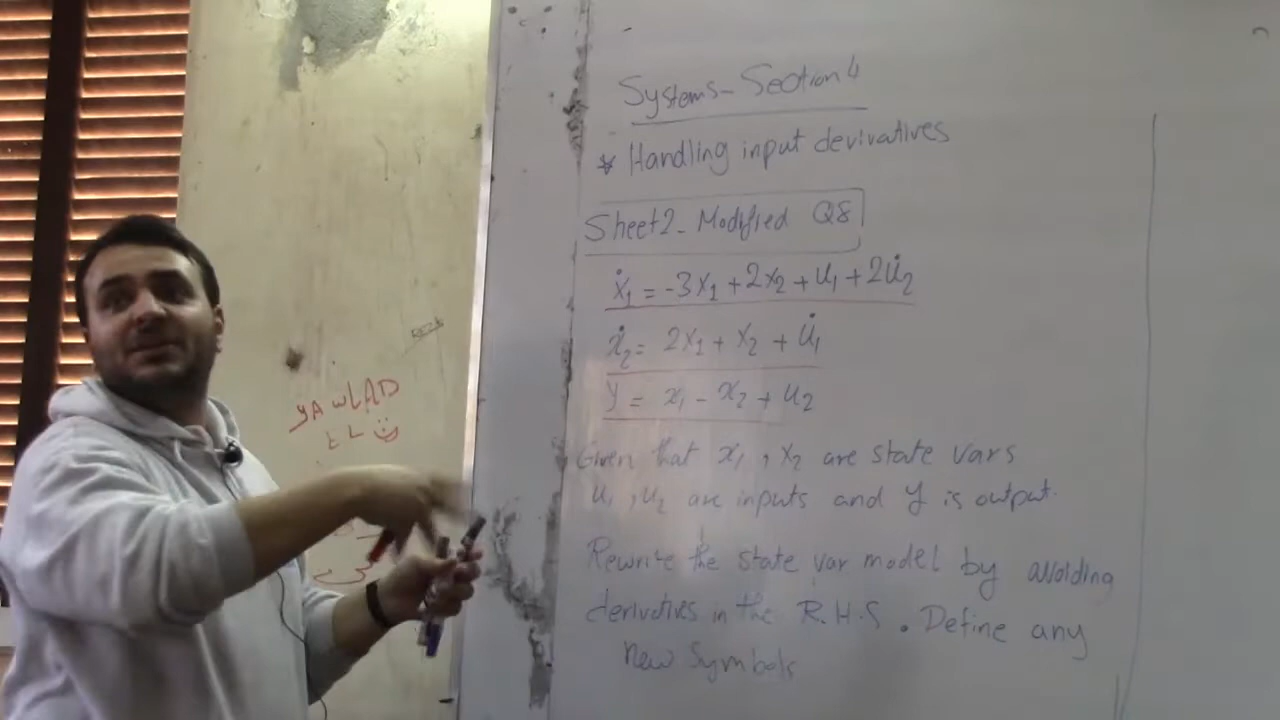 Systems - Section 4
* Handling input derivatives
Sheet2 - Modified Q8
ẋ₁ = -3x₁ + 2x₂ + u₁ + 2u̇₂
ẋ₂ = 2x₁ + x₂ + u̇₁
y = x₁ - x₂ + u₂
Given that x₁, x₂ are state vars
u₁, u₂ are inputs and y is output.
Rewrite the state var model by avoiding
derivatives in the R.H.S. Define any
new symbols
YA WLAD
EL